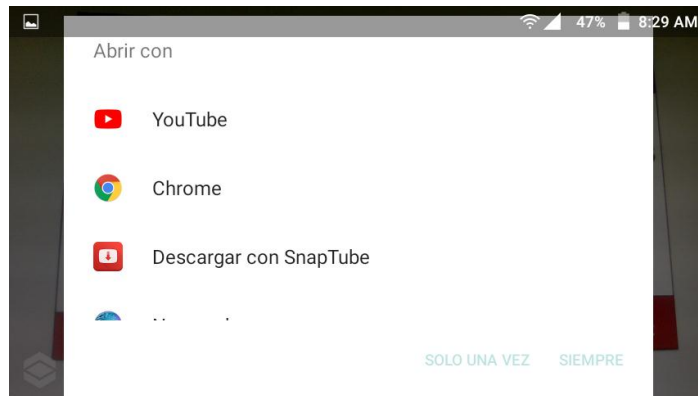 47% 8:29 AM
Abrir con
YouTube
Chrome
Descargar con SnapTube
SOLO UNA VEZ SIEMPRE